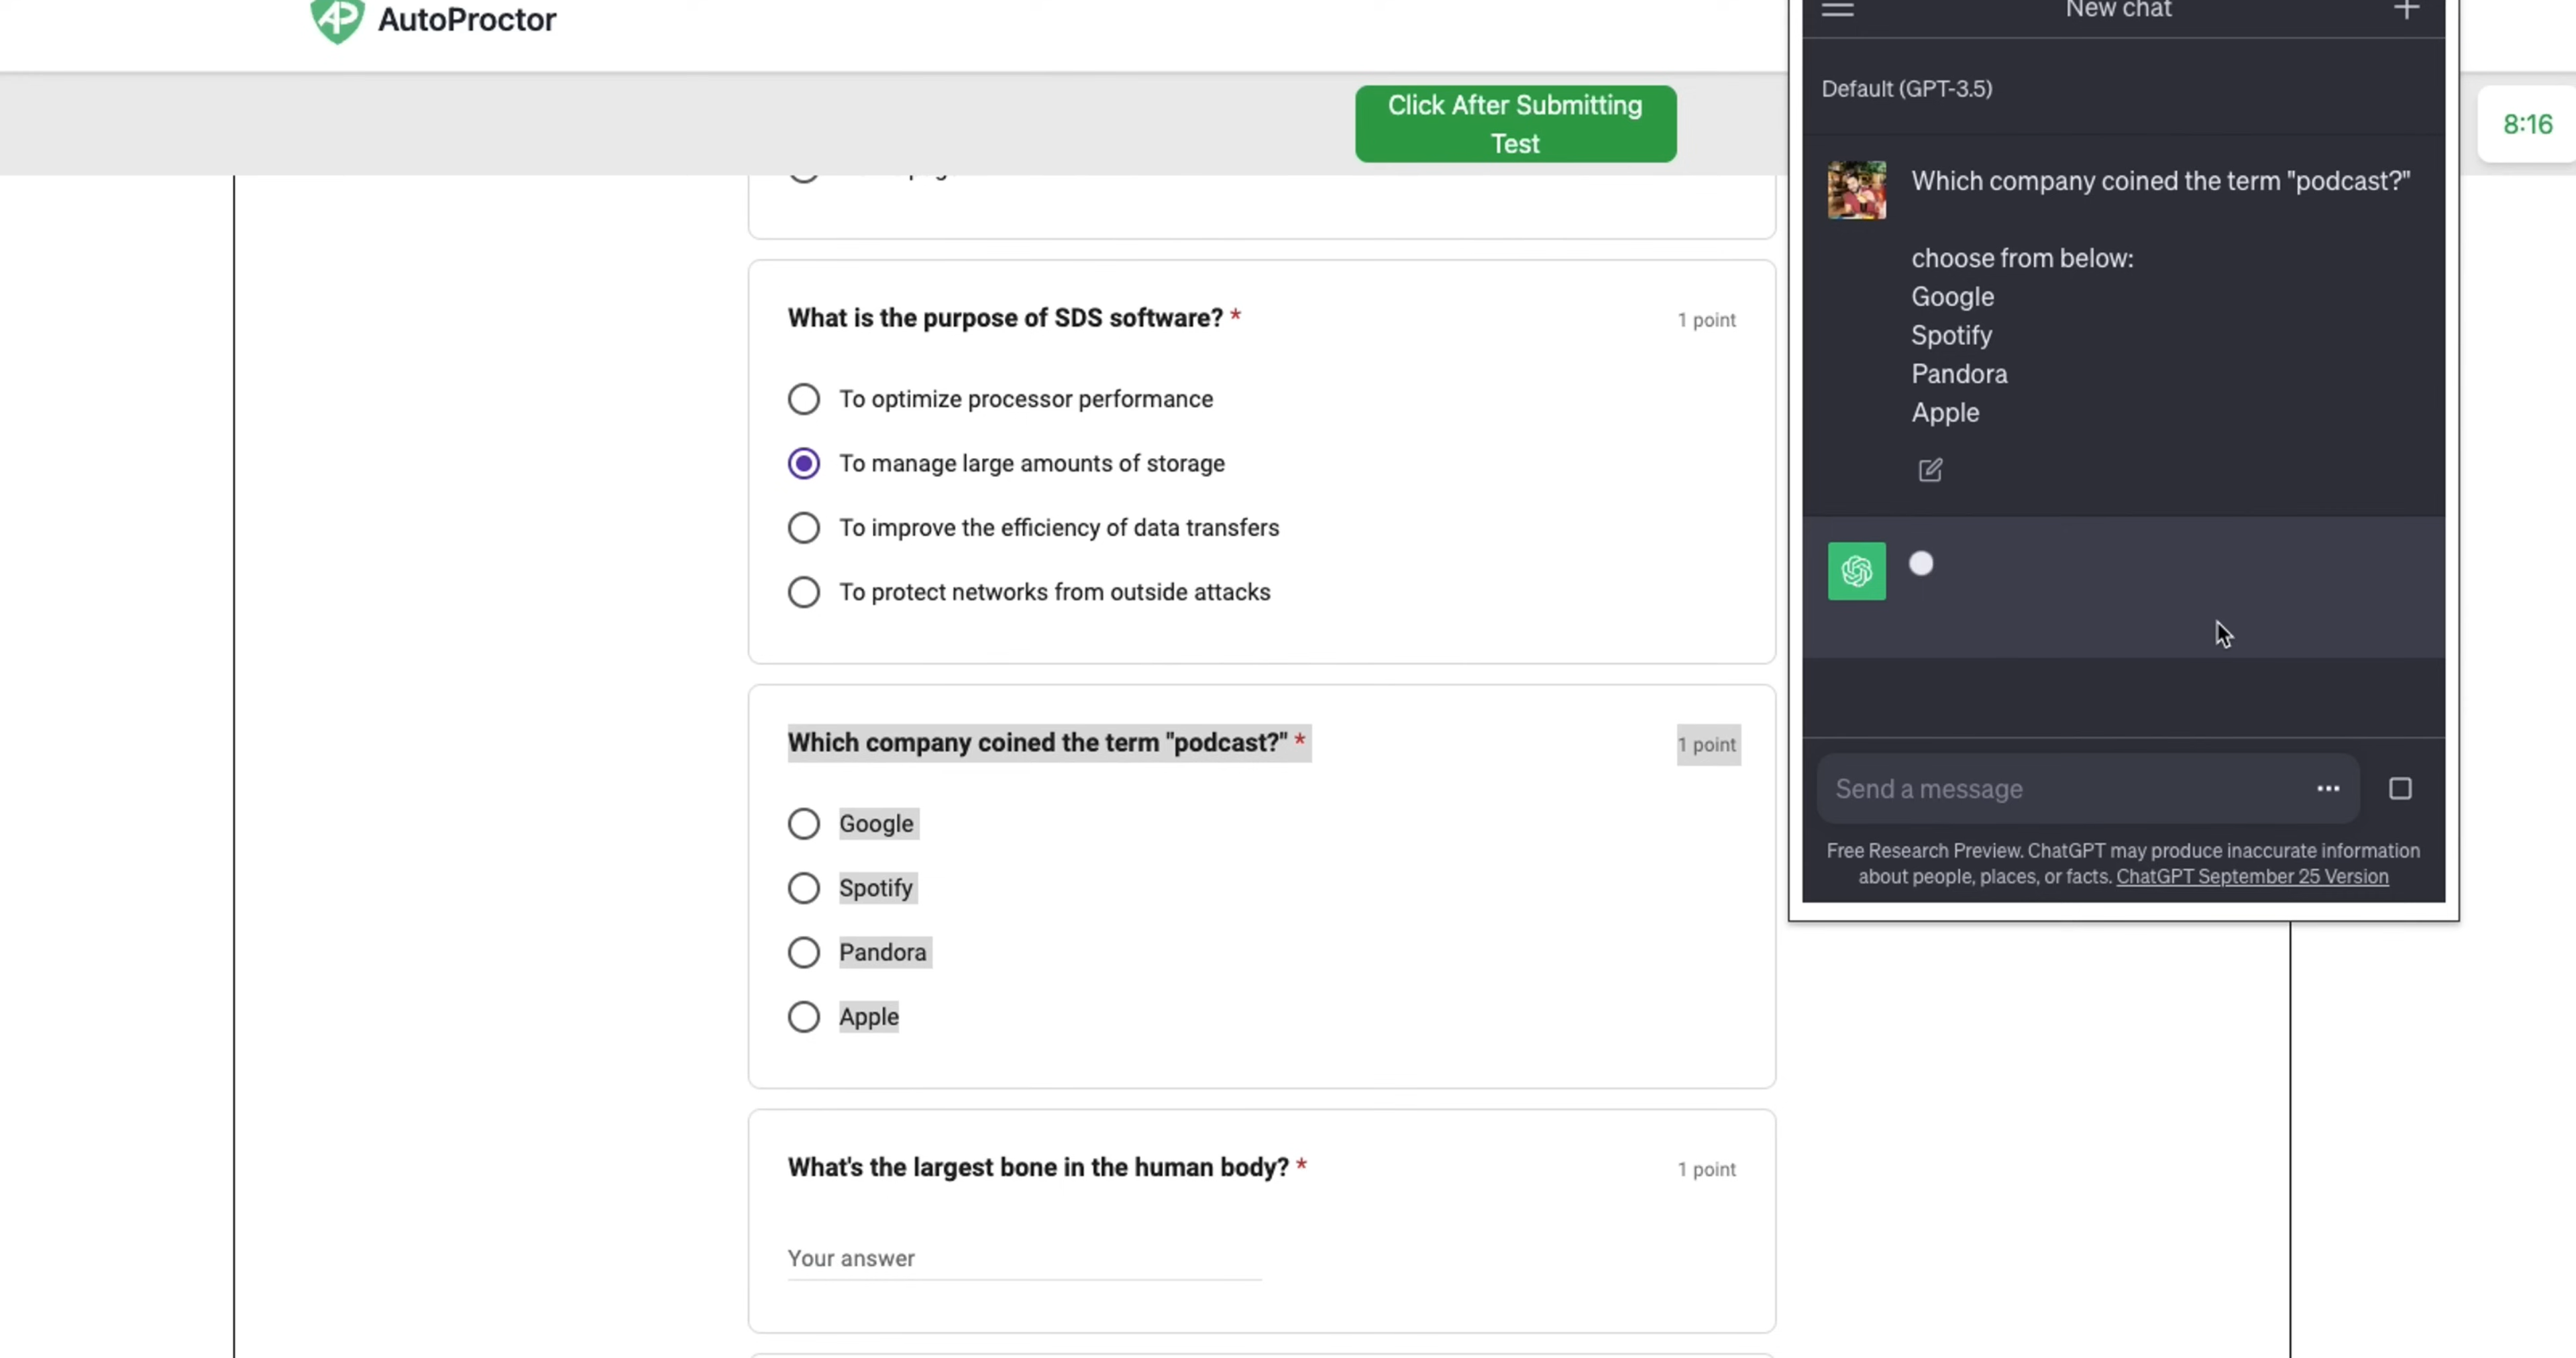 AutoProctor
Click After Submitting
Test
What is the purpose of SDS software? *
1 point
To optimize processor performance
To manage large amounts of storage
To improve the efficiency of data transfers
To protect networks from outside attacks
Which company coined the term "podcast?" *
1 point
Google
Spotify
Pandora
Apple
What's the largest bone in the human body? *
1 point
Your answer
New chat
Default (GPT-3.5)
Which company coined the term "podcast?"
choose from below:
Google
Spotify
Pandora
Apple
Send a message
Free Research Preview. ChatGPT may produce inaccurate information
about people, places, or facts. ChatGPT September 25 Version
8:16